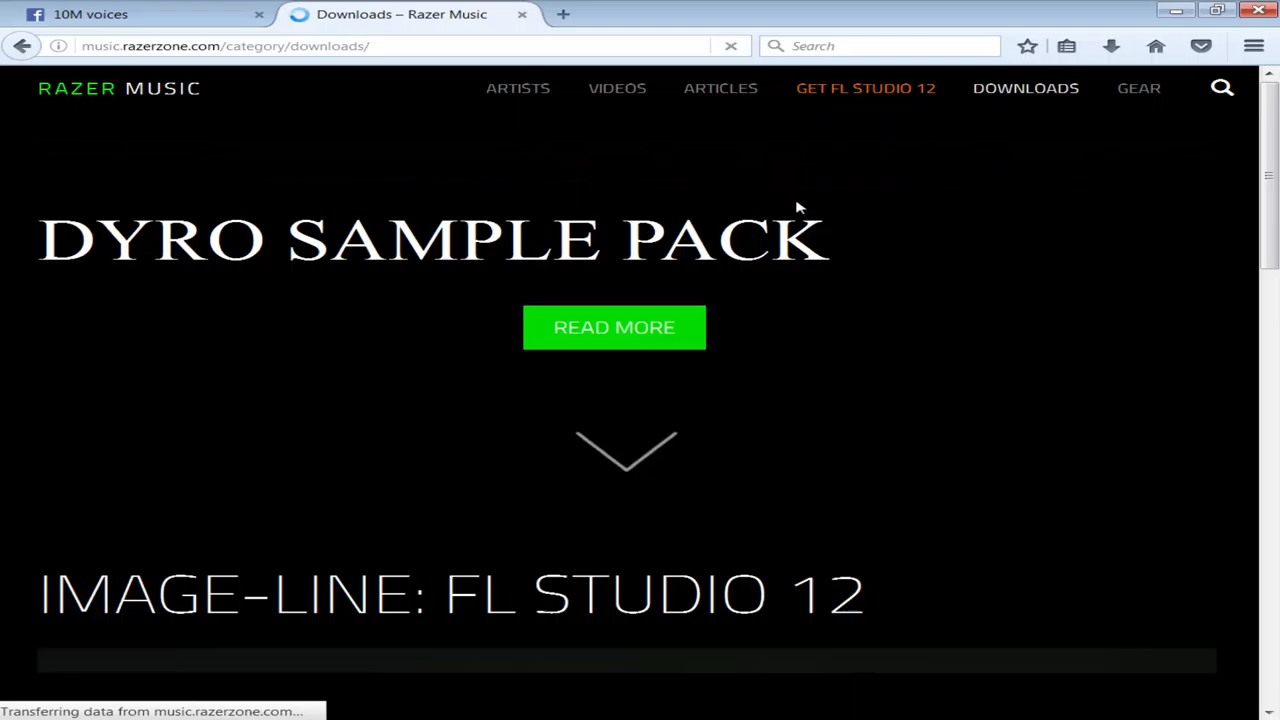 10M voices
Downloads – Razer Music
music.razerzone.com/category/downloads/
Search
RAZER MUSIC
ARTISTS
VIDEOS
ARTICLES
GET FL STUDIO 12
DOWNLOADS
GEAR
DYRO SAMPLE PACK
READ MORE
IMAGE-LINE: FL STUDIO 12
Transferring data from music.razerzone.com...